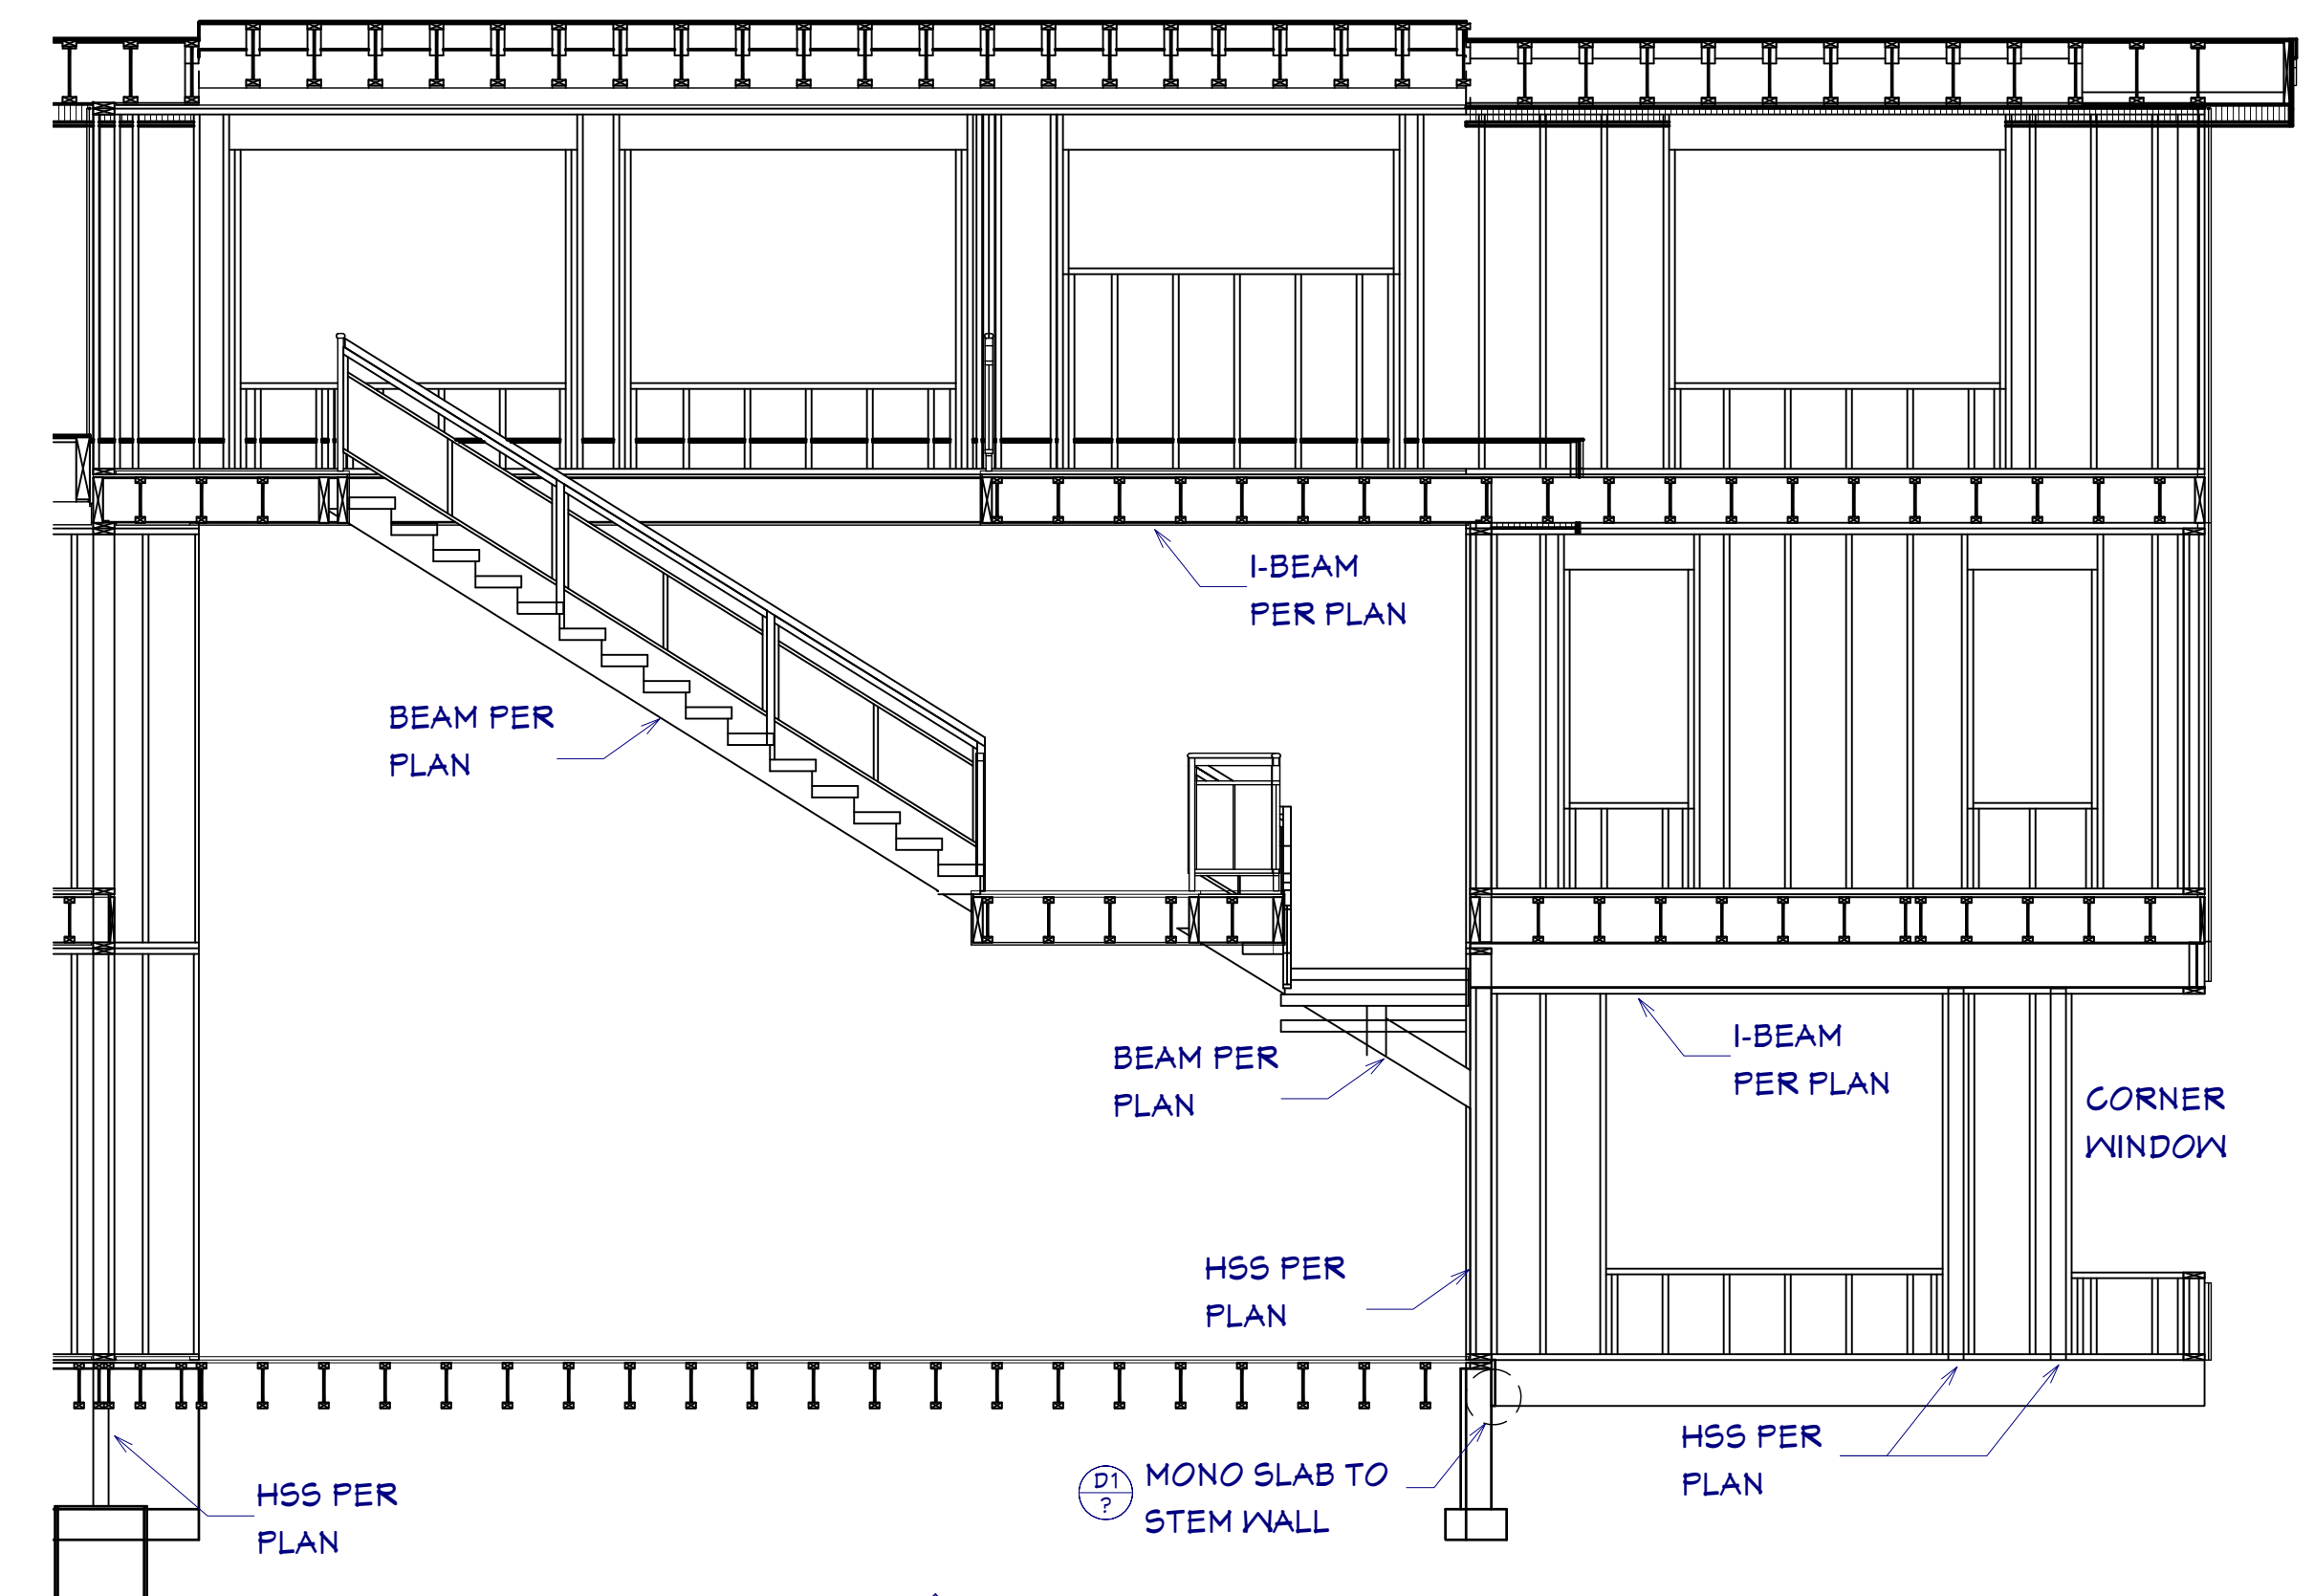 I-BEAM
PER PLAN
BEAM PER
PLAN
BEAM PER
PLAN
I-BEAM
PER PLAN
CORNER
WINDOW
HSS PER
PLAN
HSS PER
PLAN
D1
?
MONO SLAB TO
STEM WALL
HSS PER
PLAN